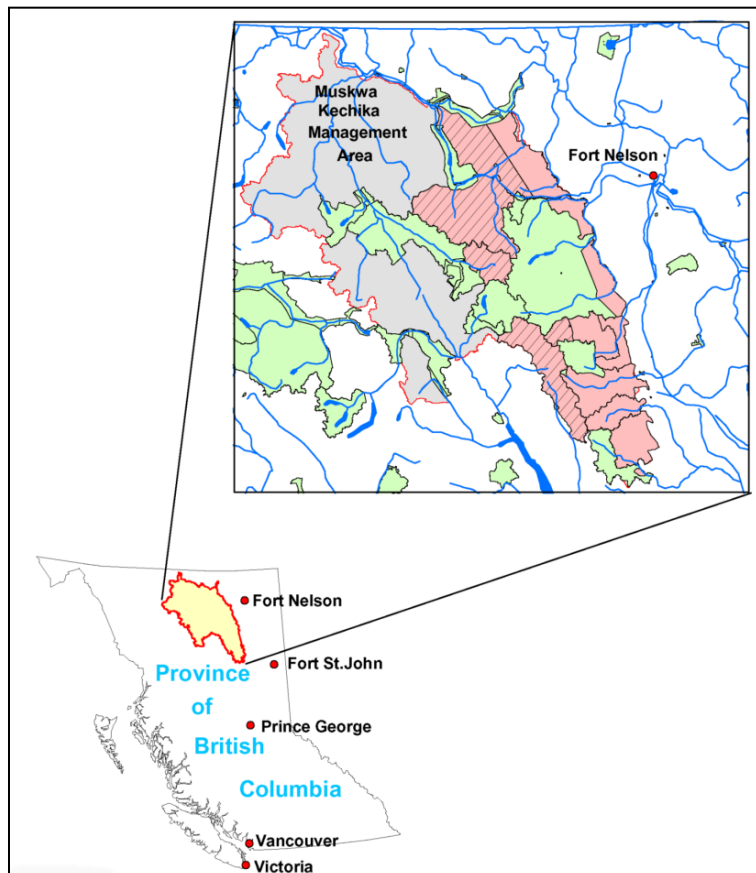 Muskwa
Kechika
Management
Area
Fort Nelson
Fort Nelson
Fort St.John
Province
of
British
Columbia
Prince George
Vancouver
Victoria